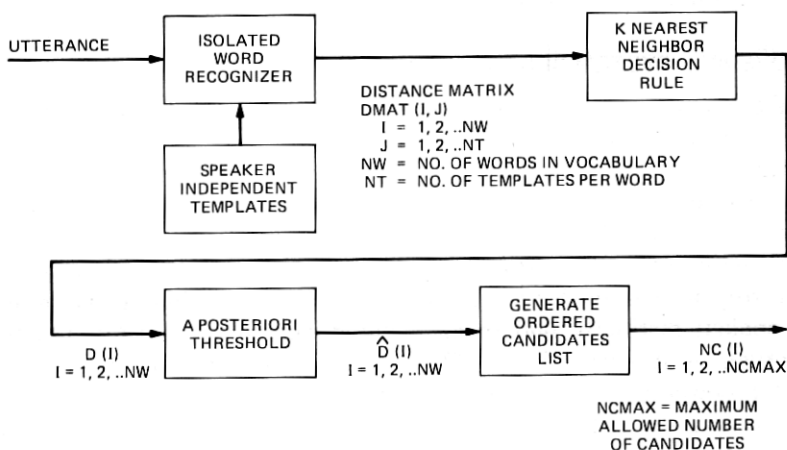 UTTERANCE
ISOLATED
WORD
RECOGNIZER
K NEAREST
NEIGHBOR
DECISION
RULE
DISTANCE MATRIX
DMAT (I, J)
I = 1, 2, ..NW
J = 1, 2, ..NT
NW = NO. OF WORDS IN VOCABULARY
NT = NO. OF TEMPLATES PER WORD
SPEAKER
INDEPENDENT
TEMPLATES
D (I)
I = 1, 2, ..NW
A POSTERIORI
THRESHOLD
D̂ (I)
I = 1, 2, ..NW
GENERATE
ORDERED
CANDIDATES
LIST
NC (I)
I = 1, 2, ..NCMAX
NCMAX = MAXIMUM
ALLOWED NUMBER
OF CANDIDATES